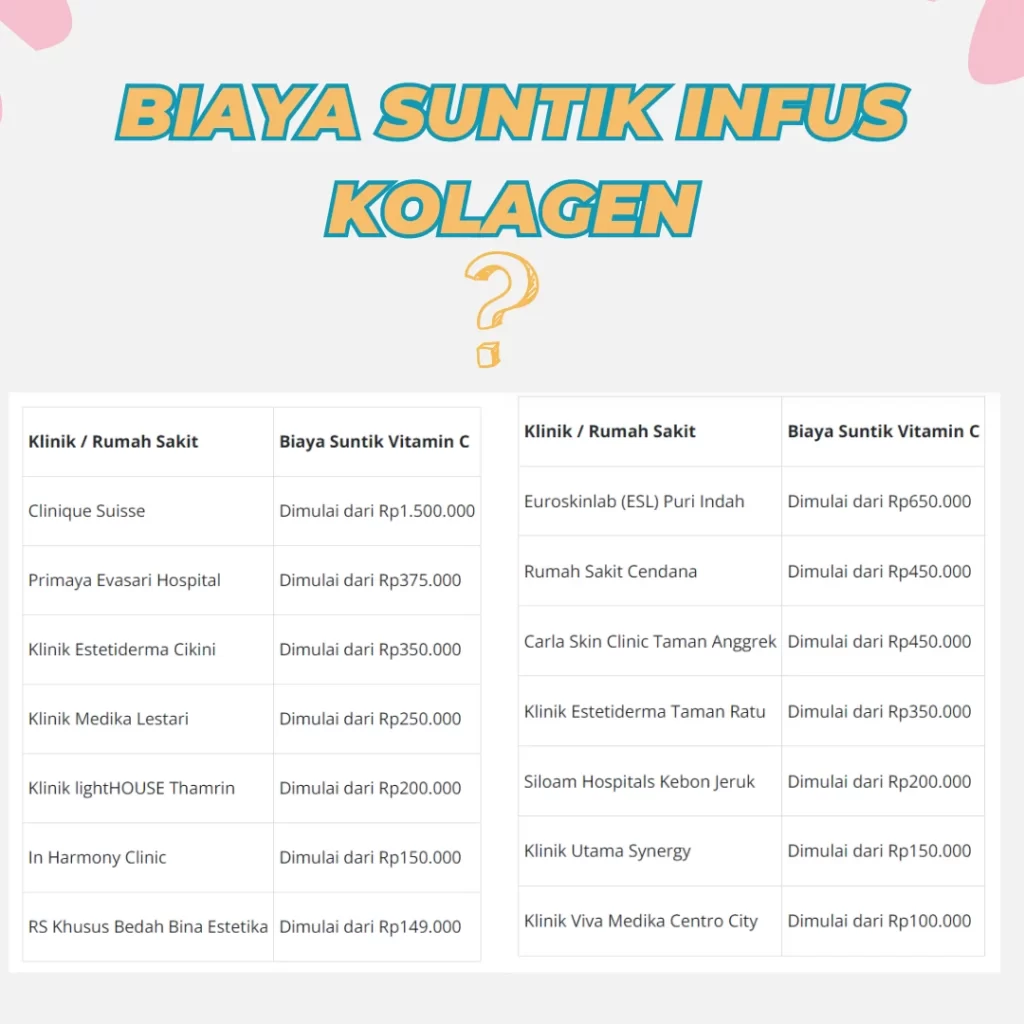 BIAYA SUNTIK INFUS
KOLAGEN
?
Klinik / Rumah Sakit Biaya Suntik Vitamin C
Clinique Suisse Dimulai dari Rp1.500.000
Primaya Evasari Hospital Dimulai dari Rp375.000
Klinik Estetiderma Cikini Dimulai dari Rp350.000
Klinik Medika Lestari Dimulai dari Rp250.000
Klinik lightHOUSE Thamrin Dimulai dari Rp200.000
In Harmony Clinic Dimulai dari Rp150.000
RS Khusus Bedah Bina Estetika Dimulai dari Rp149.000
Klinik / Rumah Sakit Biaya Suntik Vitamin C
Euroskinlab (ESL) Puri Indah Dimulai dari Rp650.000
Rumah Sakit Cendana Dimulai dari Rp450.000
Carla Skin Clinic Taman Anggrek Dimulai dari Rp450.000
Klinik Estetiderma Taman Ratu Dimulai dari Rp350.000
Siloam Hospitals Kebon Jeruk Dimulai dari Rp200.000
Klinik Utama Synergy Dimulai dari Rp150.000
Klinik Viva Medika Centro City Dimulai dari Rp100.000